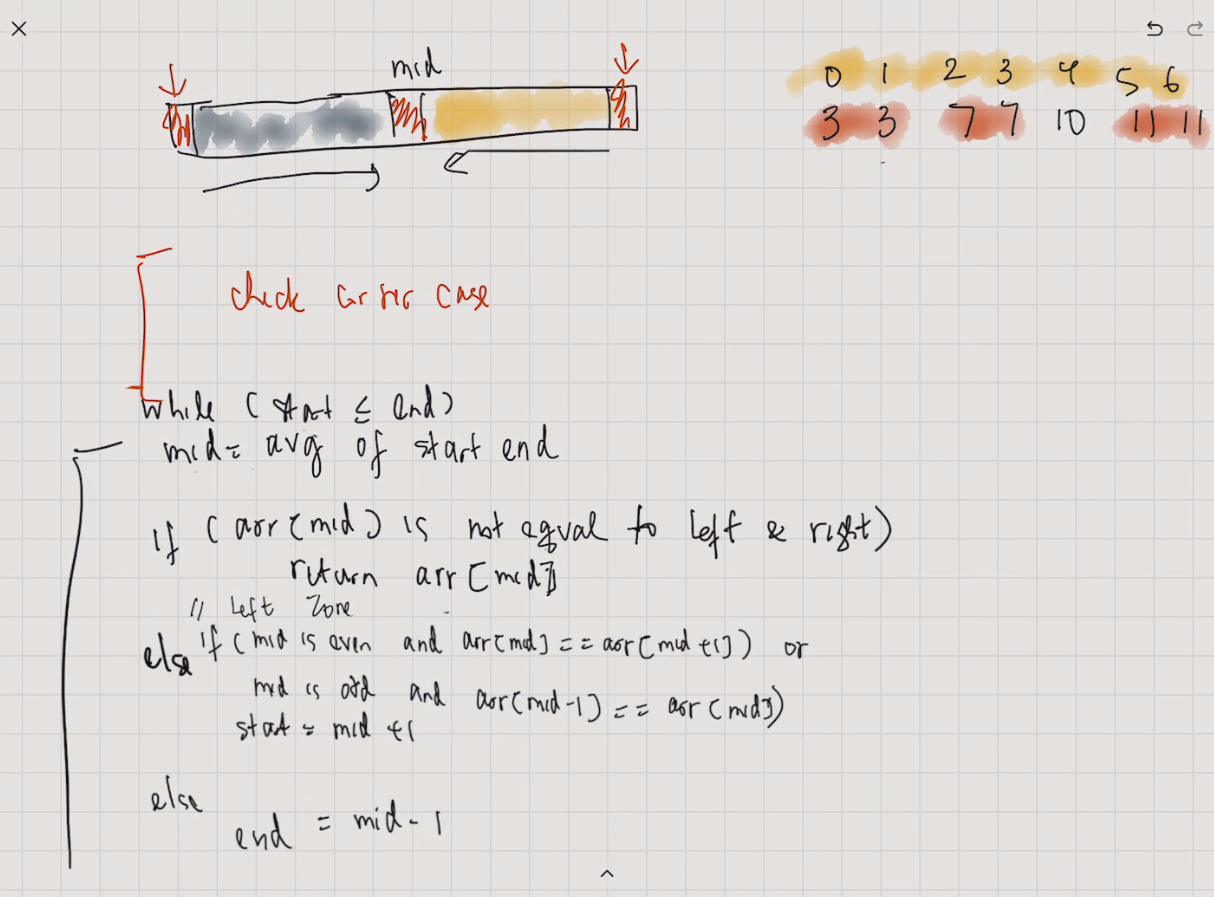 mid
0 1 2 3 4 5 6
3 3 7 7 10 11 11
check corner case
while (start ≤ end)
mid = avg of start end
if (arr[mid] is not equal to left & right)
return arr[mid]
// Left Zone
else if (mid is even and arr[mid] == arr[mid+1]) or
mid is odd and arr[mid-1] == arr[mid])
start = mid +1
else
end = mid-1